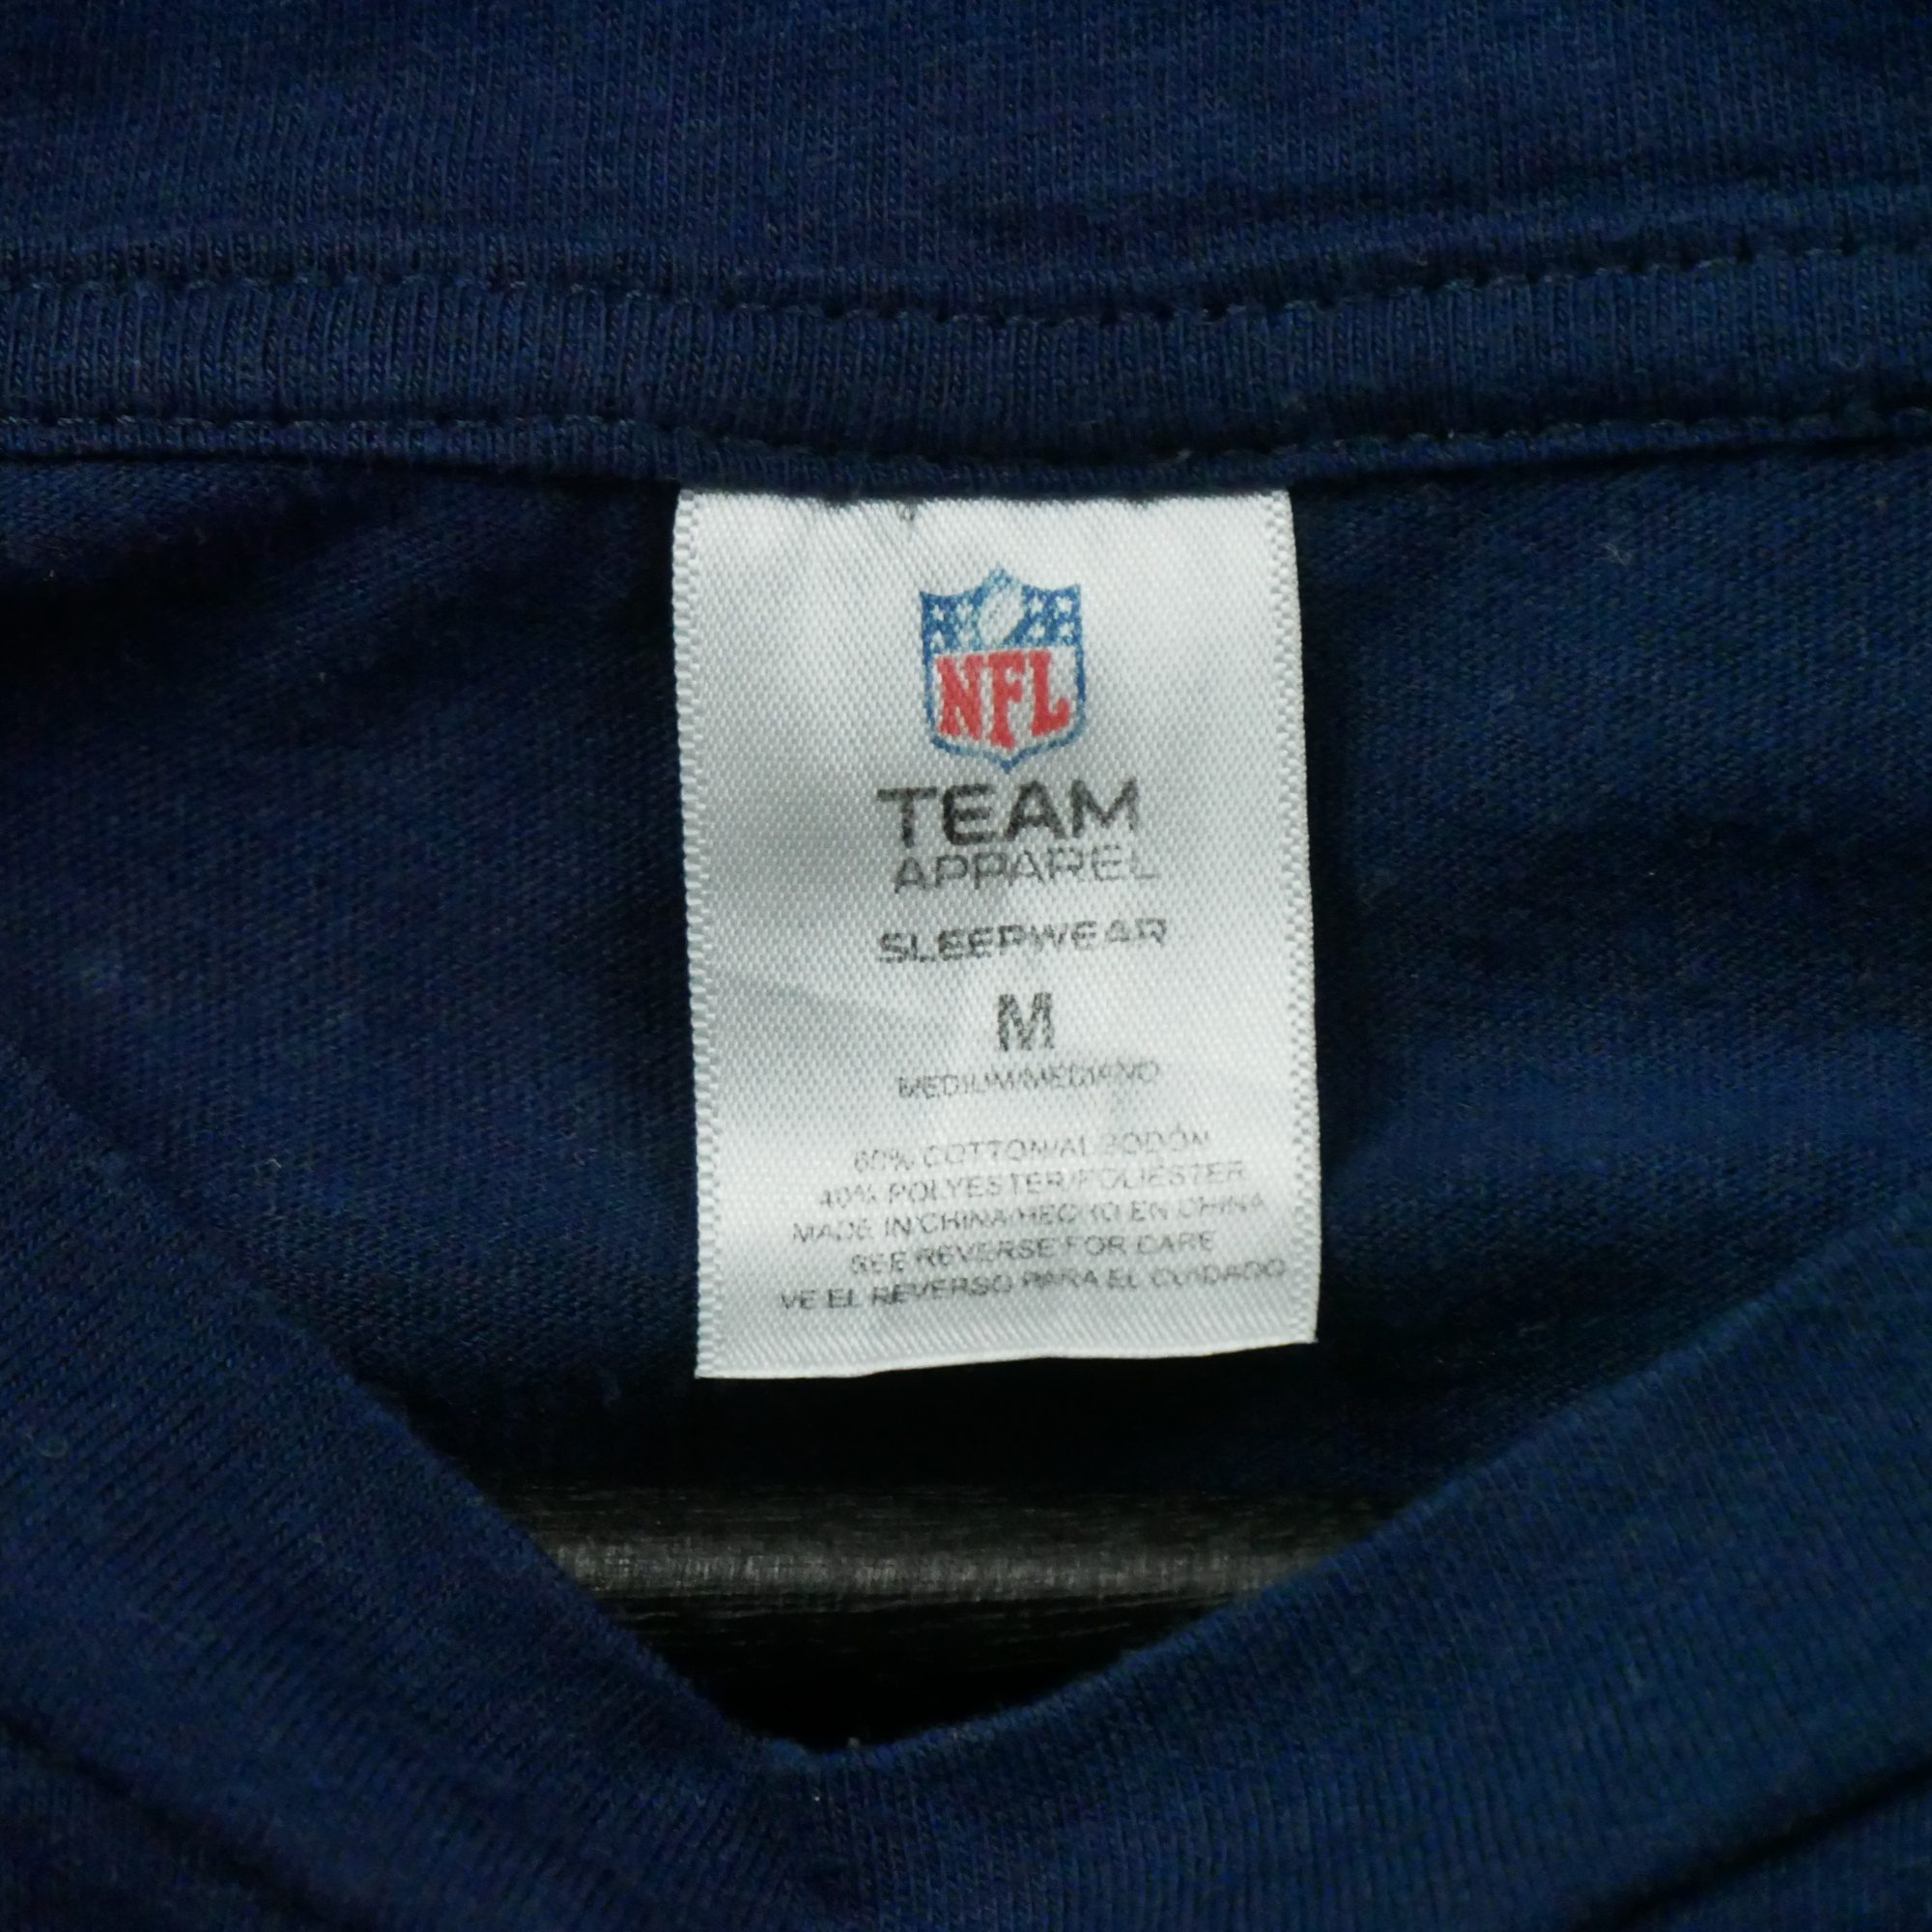 NFL
TEAM
APPAREL
SLEEPWEAR
M
MEDIUM/MEDIANO
60% COTTON/ALGODÓN
40% POLYESTER/POLIÉSTER
MADE IN CHINA/HECHO EN CHINA
SEE REVERSE FOR CARE
VE EL REVERSO PARA EL CUIDADO